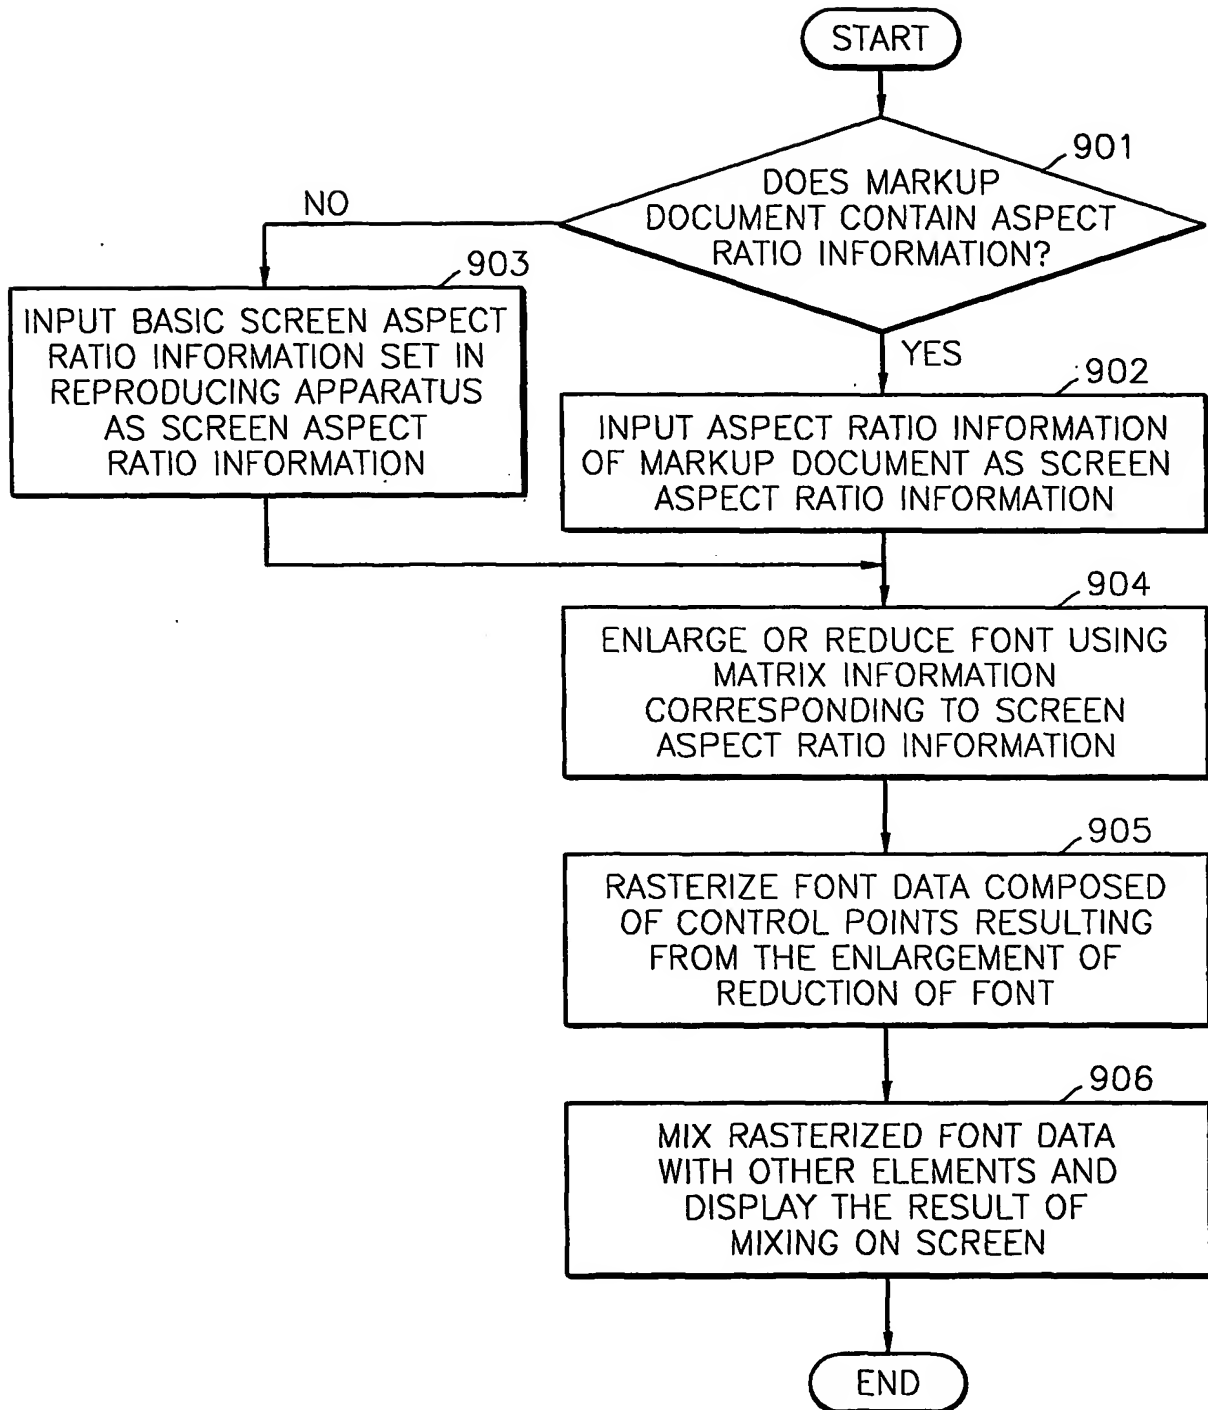 START
901
DOES MARKUP
DOCUMENT CONTAIN ASPECT
RATIO INFORMATION?
NO
903
INPUT BASIC SCREEN ASPECT
RATIO INFORMATION SET IN
REPRODUCING APPARATUS
AS SCREEN ASPECT
RATIO INFORMATION
YES
902
INPUT ASPECT RATIO INFORMATION
OF MARKUP DOCUMENT AS SCREEN
ASPECT RATIO INFORMATION
904
ENLARGE OR REDUCE FONT USING
MATRIX INFORMATION
CORRESPONDING TO SCREEN
ASPECT RATIO INFORMATION
905
RASTERIZE FONT DATA COMPOSED
OF CONTROL POINTS RESULTING
FROM THE ENLARGEMENT OF
REDUCTION OF FONT
906
MIX RASTERIZED FONT DATA
WITH OTHER ELEMENTS AND
DISPLAY THE RESULT OF
MIXING ON SCREEN
END